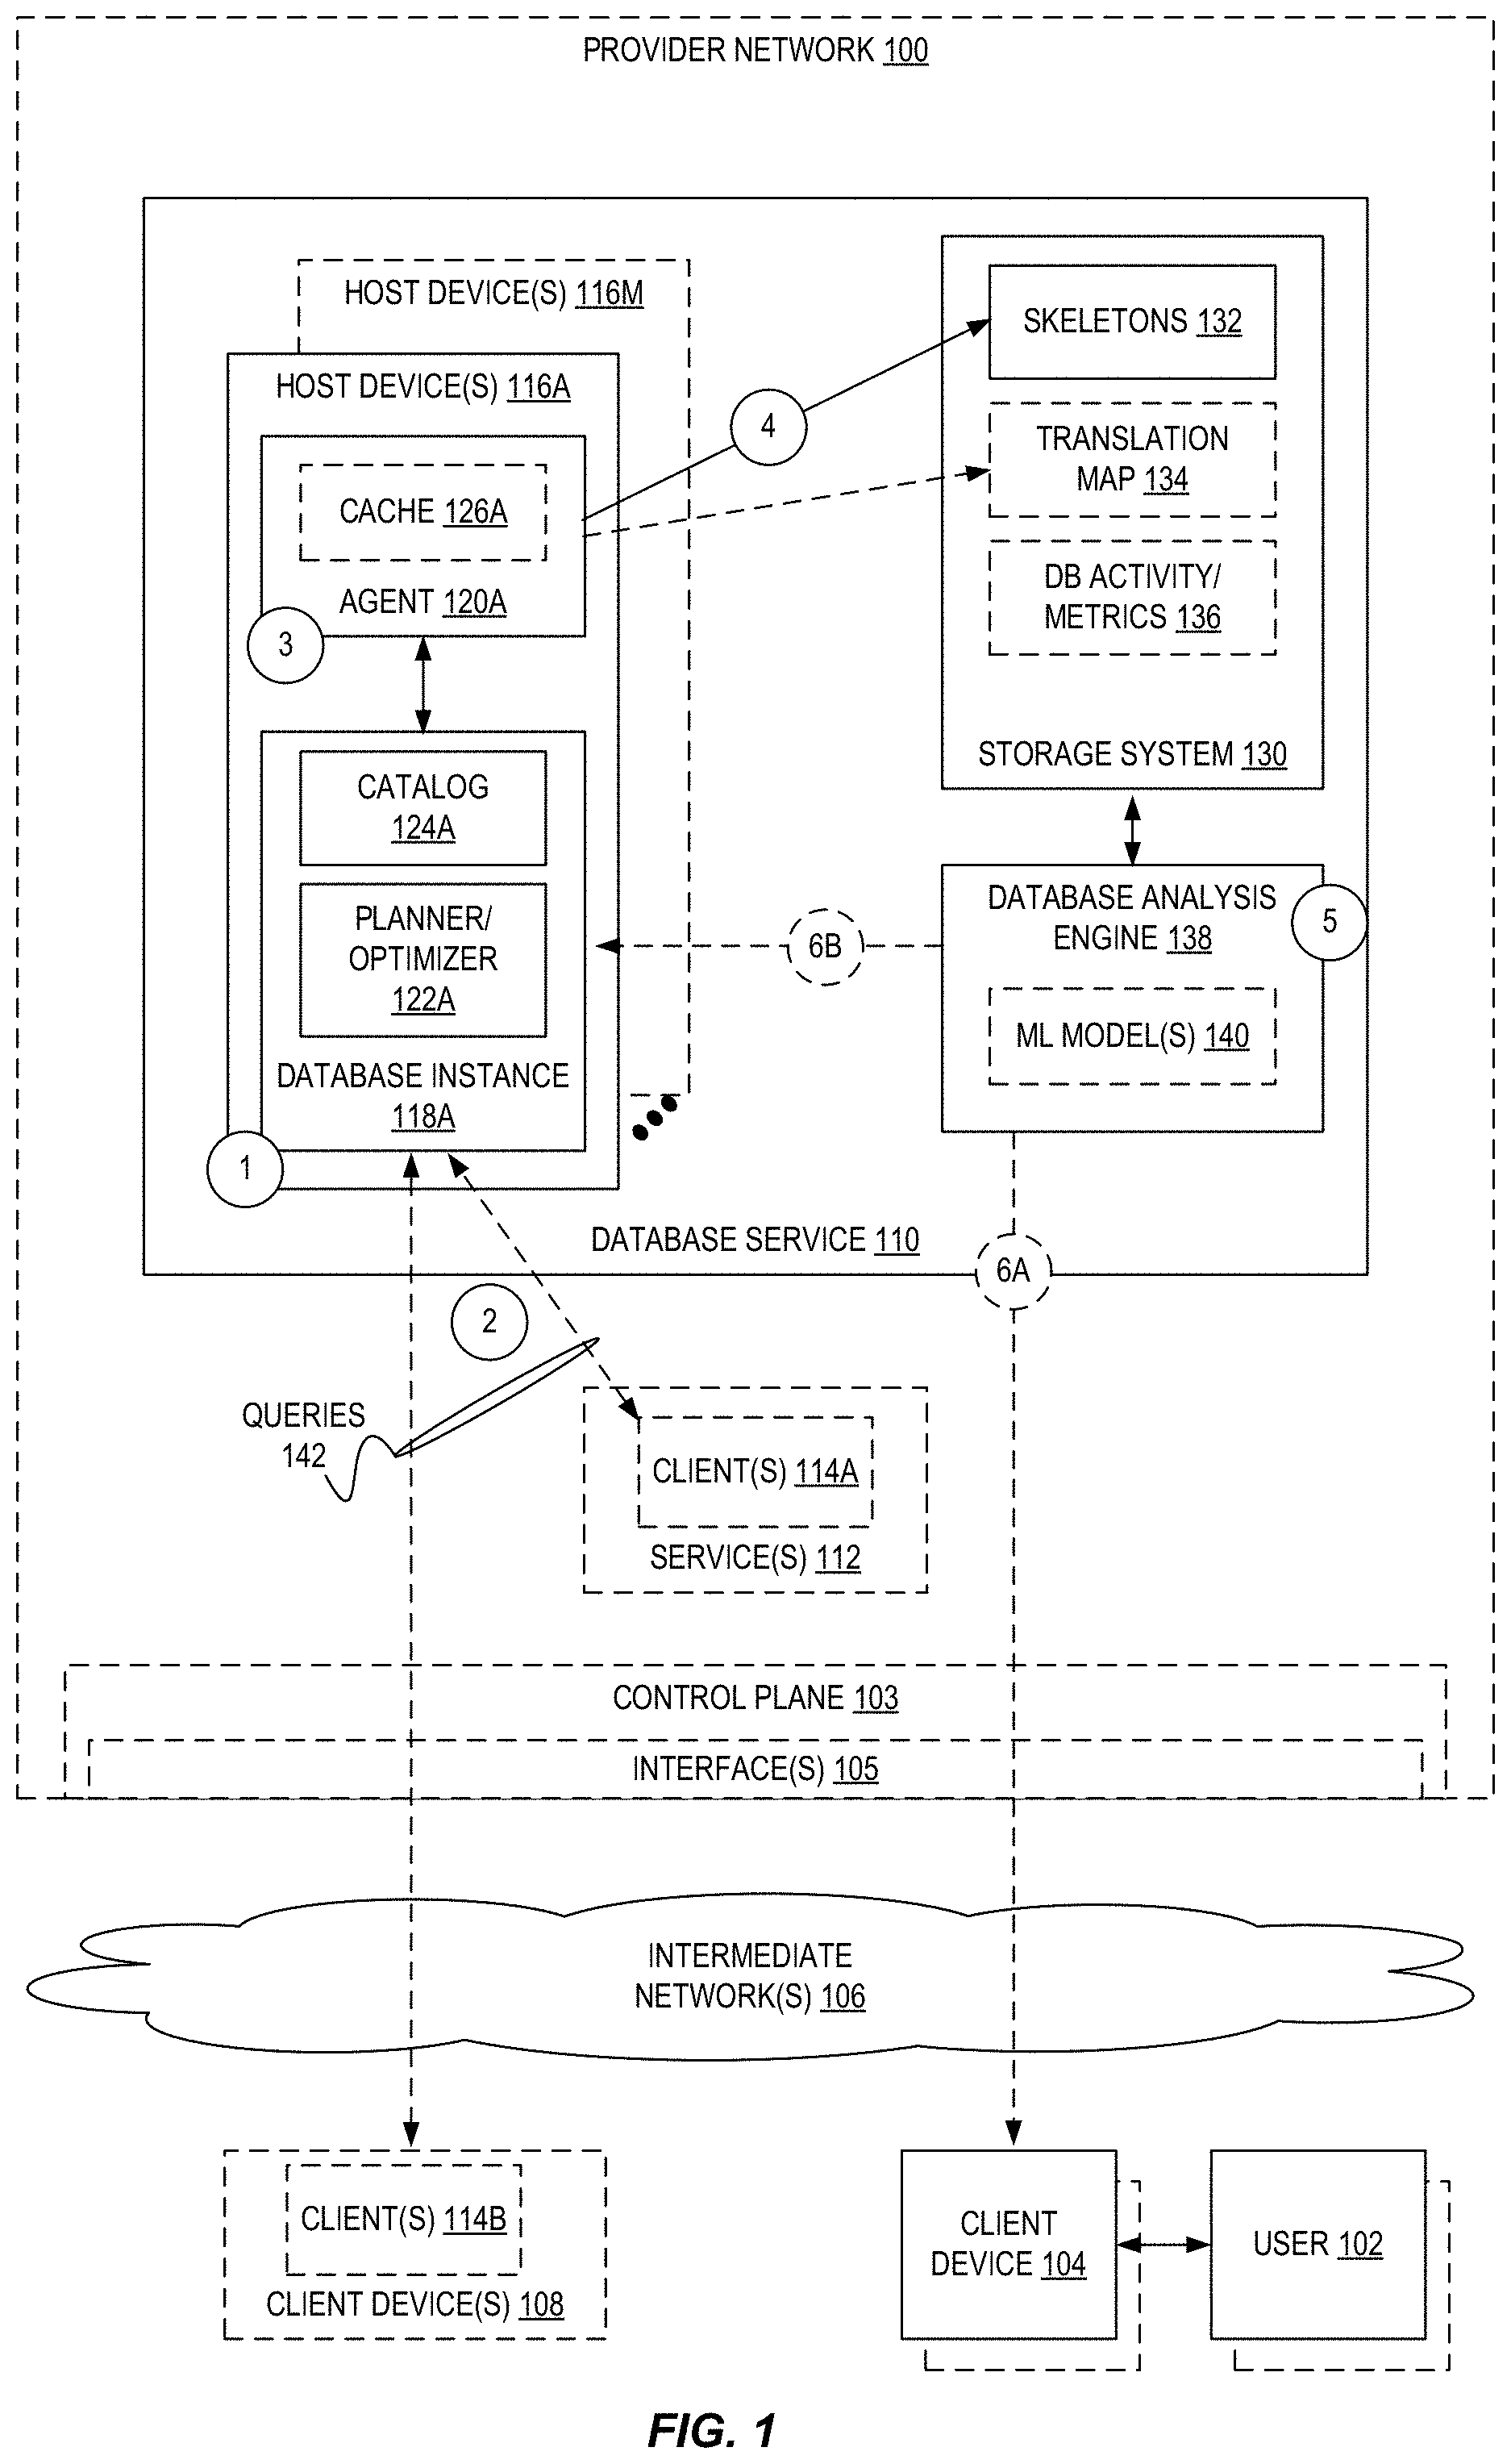 PROVIDER NETWORK 100
HOST DEVICE(S) 116M
HOST DEVICE(S) 116A
CACHE 126A
AGENT 120A
3
4
SKELETONS 132
TRANSLATION
MAP 134
DB ACTIVITY/
METRICS 136
STORAGE SYSTEM 130
CATALOG
124A
PLANNER/
OPTIMIZER
122A
DATABASE INSTANCE
118A
1
6B
DATABASE ANALYSIS
ENGINE 138
5
ML MODEL(S) 140
DATABASE SERVICE 110
6A
2
QUERIES
142
CLIENT(S) 114A
SERVICE(S) 112
CONTROL PLANE 103
INTERFACE(S) 105
INTERMEDIATE
NETWORK(S) 106
CLIENT(S) 114B
CLIENT DEVICE(S) 108
CLIENT
DEVICE 104
USER 102
FIG. 1